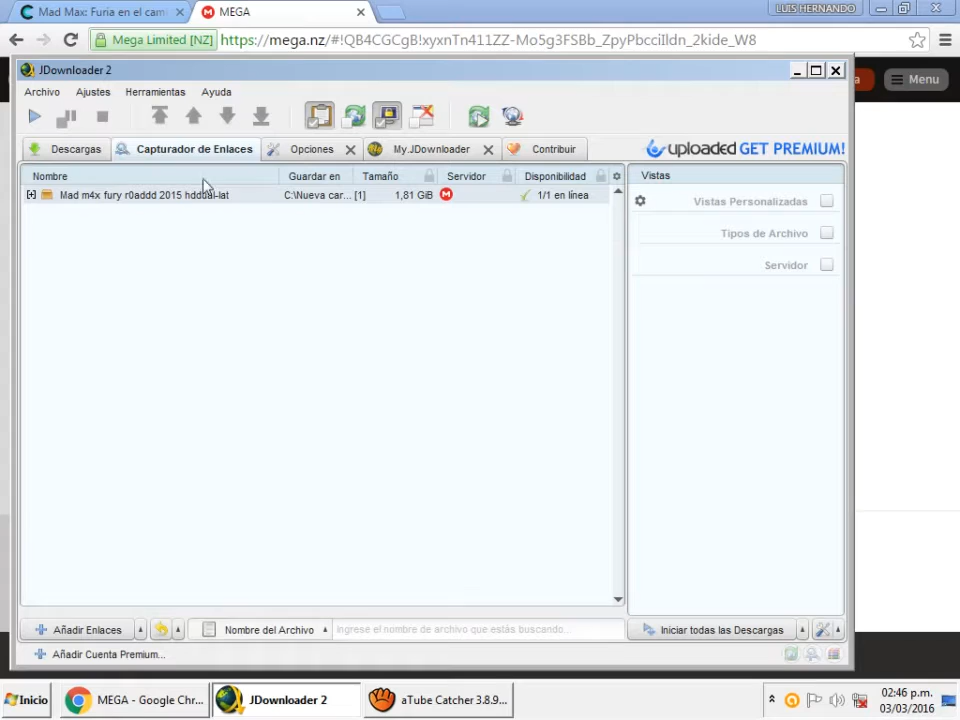 Mad Max: Furia en el cam
MEGA
LUIS HERNANDO
Mega Limited [NZ]
https://mega.nz/#!QB4CGCgB!xyxnTn411ZZ-Mo5g3FSBb_ZpyPbcciIldn_2kide_W8
JDownloader 2
a
Menu
Archivo Ajustes Herramientas Ayuda
Descargas Capturador de Enlaces Opciones My.JDownloader Contribuir
uploaded GET PREMIUM!
Nombre Guardar en Tamaño Servidor Disponibilidad
Vistas
Mad m4x fury r0addd 2015 hddual-lat C:\Nueva car... [1] 1,81 GiB 1/1 en línea
Vistas Personalizadas
Tipos de Archivo
Servidor
Añadir Enlaces Nombre del Archivo Ingrese el nombre de archivo que estás buscando... Iniciar todas las Descargas
Añadir Cuenta Premium...
Inicio MEGA - Google Chr... JDownloader 2 aTube Catcher 3.8.9...
02:46 p.m.
03/03/2016